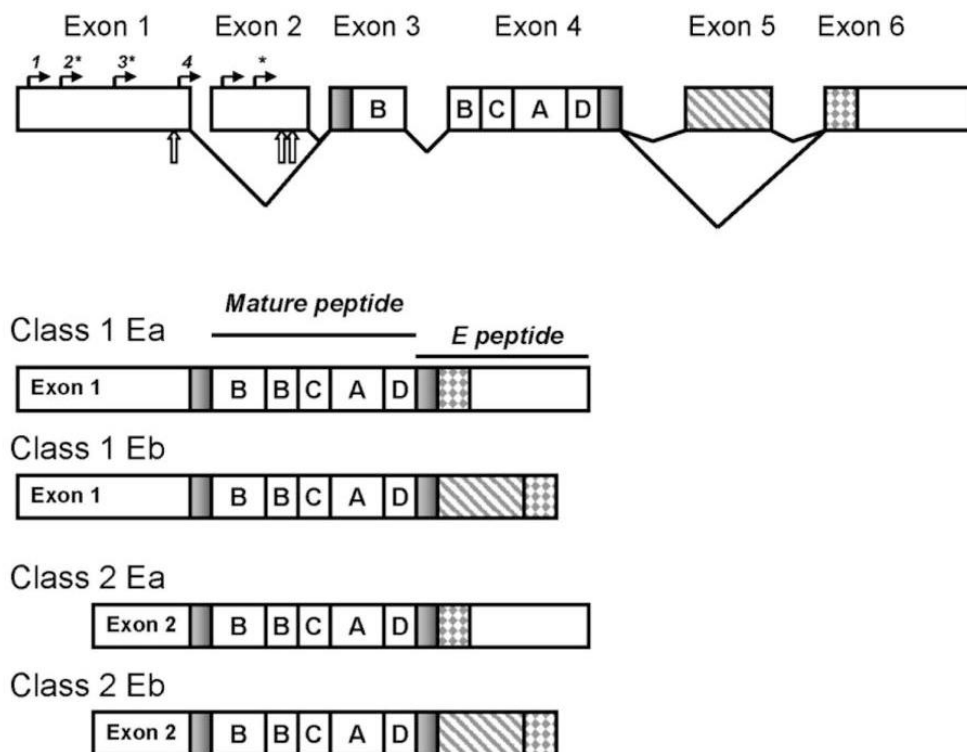 Exon 1 Exon 2 Exon 3 Exon 4 Exon 5 Exon 6
1 2* 3* 4 *
B B C A D
Mature peptide
Class 1 Ea
E peptide
Exon 1 B B C A D
Class 1 Eb
Exon 1 B B C A D
Class 2 Ea
Exon 2 B B C A D
Class 2 Eb
Exon 2 B B C A D